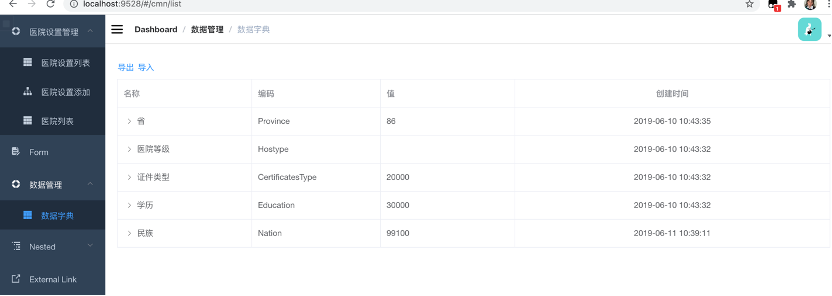 localhost:9528/#/cmn/list
1
医院设置管理
Dashboard / 数据管理 / 数据字典
医院设置列表
医院设置添加
医院列表
Form
数据管理
数据字典
Nested
External Link
导出 导入
名称 编码 值 创建时间
省 Province 86 2019-06-10 10:43:35
医院等级 Hostype 2019-06-10 10:43:32
证件类型 CertificatesType 20000 2019-06-10 10:43:32
学历 Education 30000 2019-06-10 10:43:32
民族 Nation 99100 2019-06-11 10:39:11